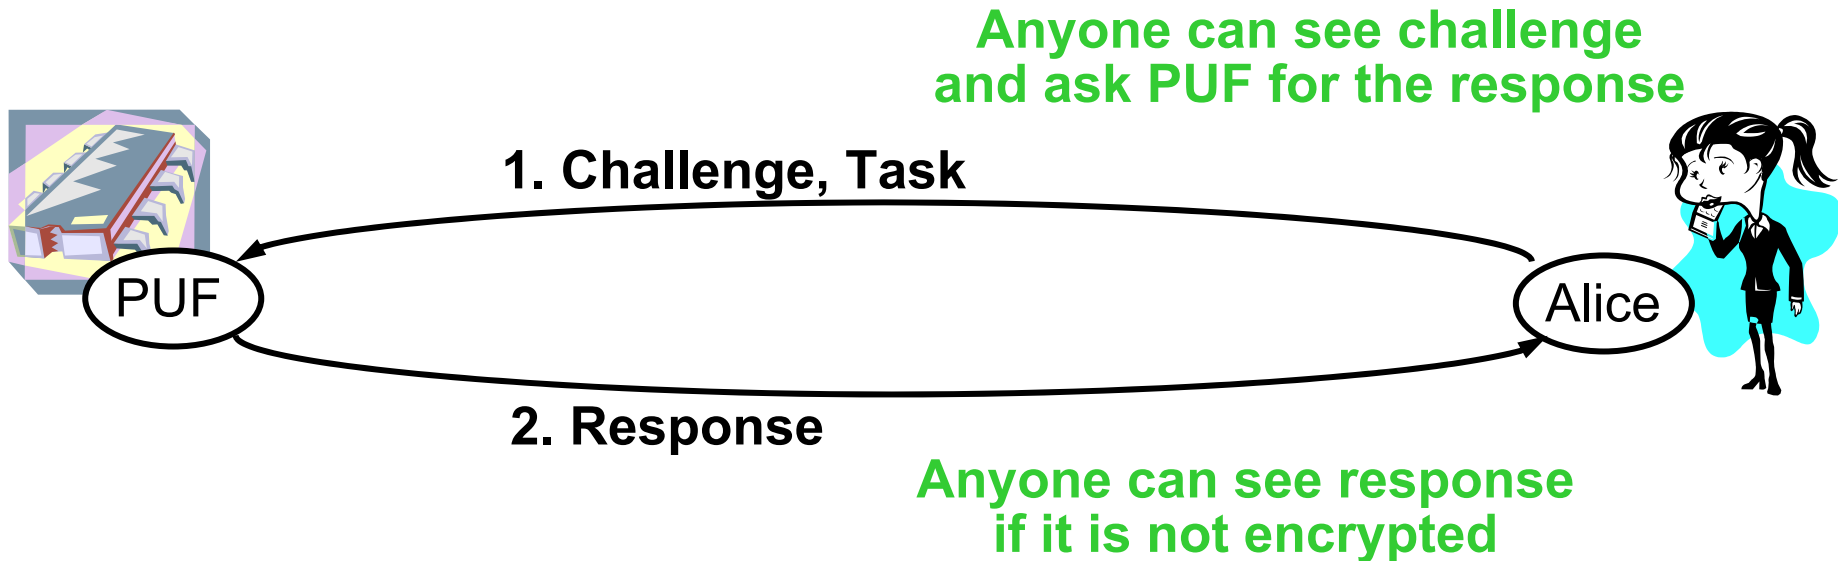 Anyone can see challenge
and ask PUF for the response
1. Challenge, Task
PUF
Alice
2. Response
Anyone can see response
if it is not encrypted